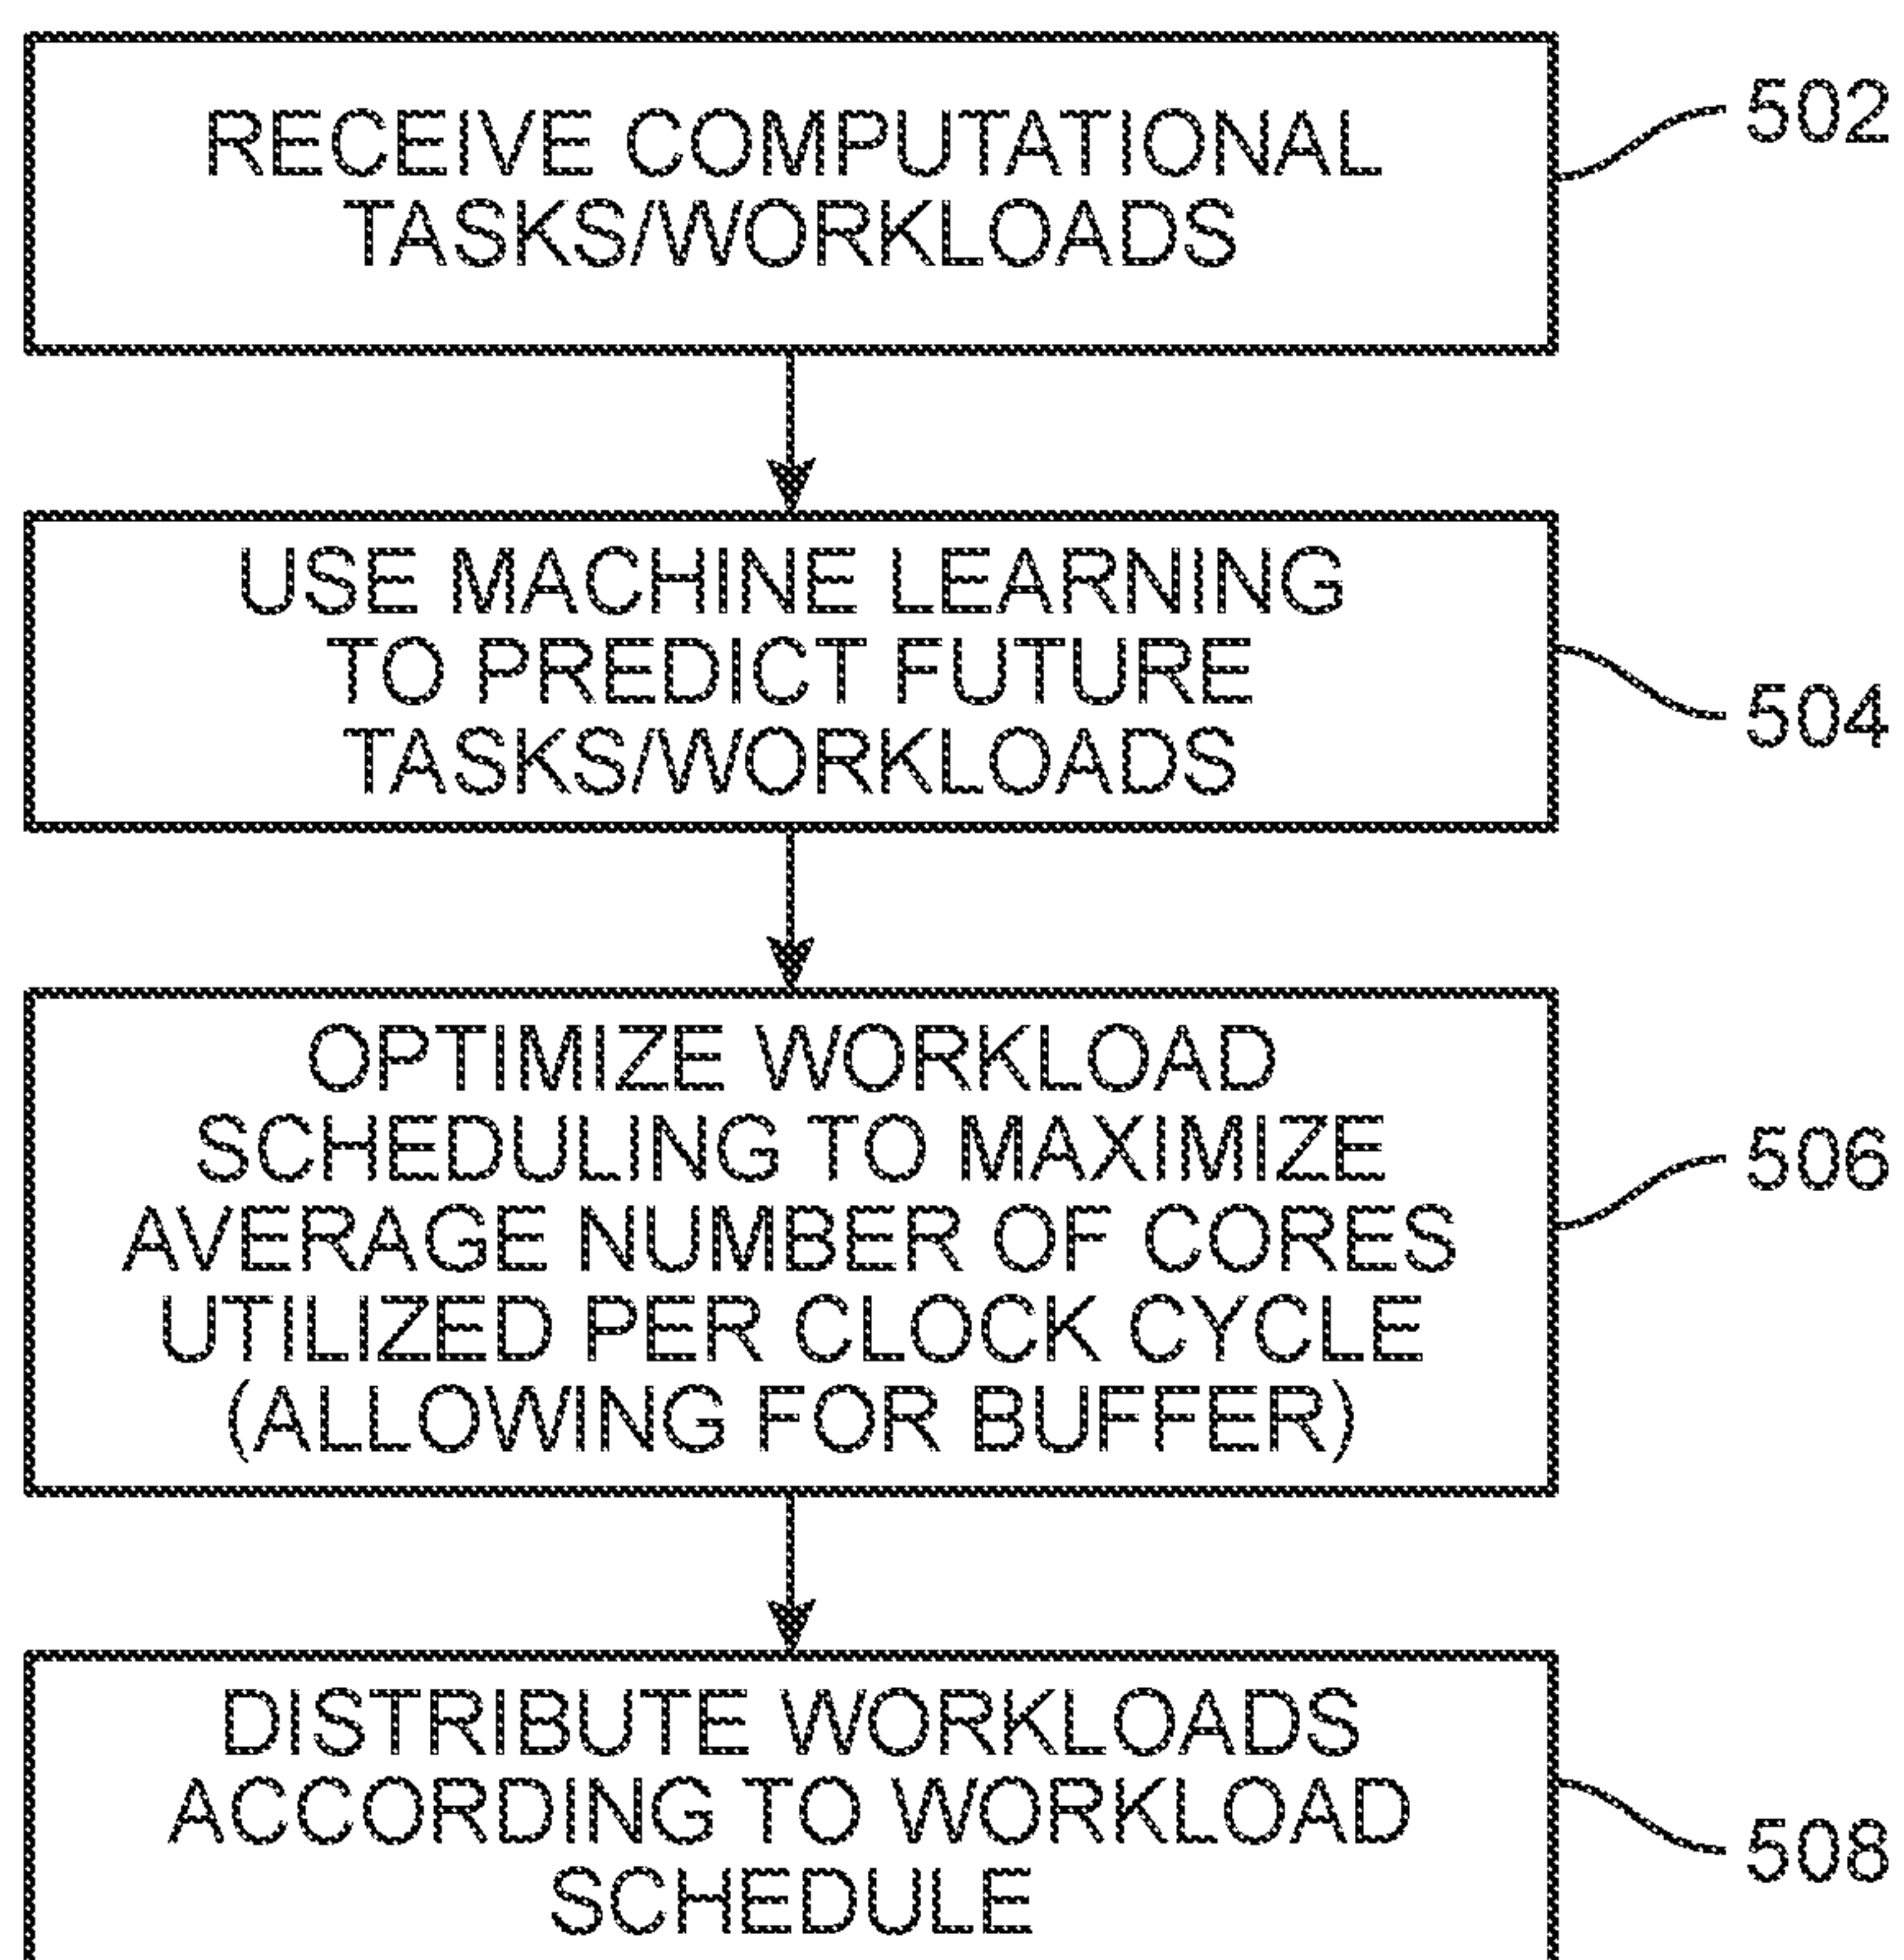 RECEIVE COMPUTATIONAL
TASKS/WORKLOADS
502
USE MACHINE LEARNING
TO PREDICT FUTURE
TASKS/WORKLOADS
504
OPTIMIZE WORKLOAD
SCHEDULING TO MAXIMIZE
AVERAGE NUMBER OF CORES
UTILIZED PER CLOCK CYCLE
(ALLOWING FOR BUFFER)
506
DISTRIBUTE WORKLOADS
ACCORDING TO WORKLOAD
SCHEDULE
508